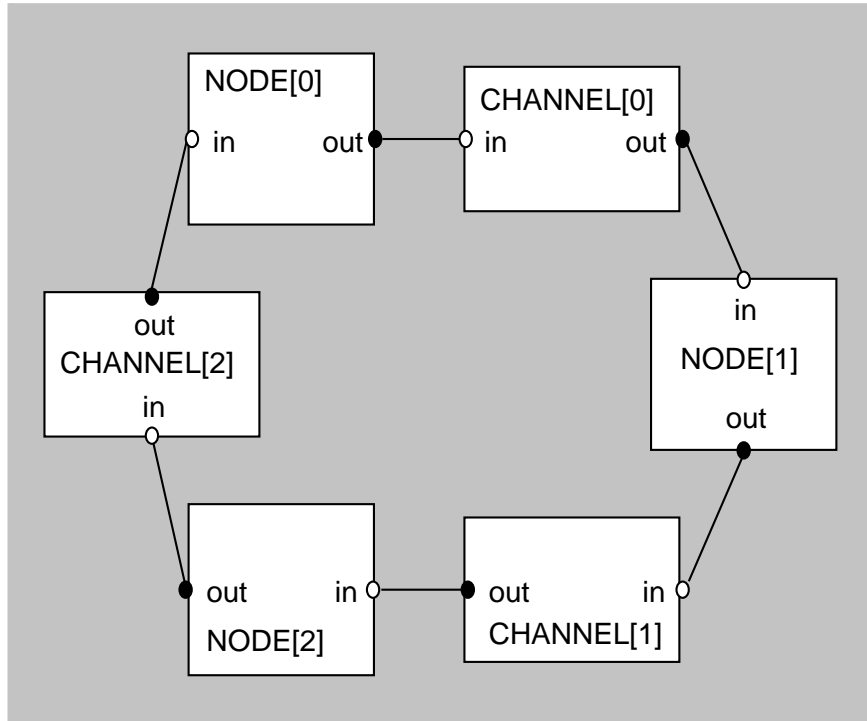 NODE[0]
in
out
CHANNEL[0]
in
out
out
CHANNEL[2]
in
in
NODE[1]
out
out
in
NODE[2]
out
in
CHANNEL[1]